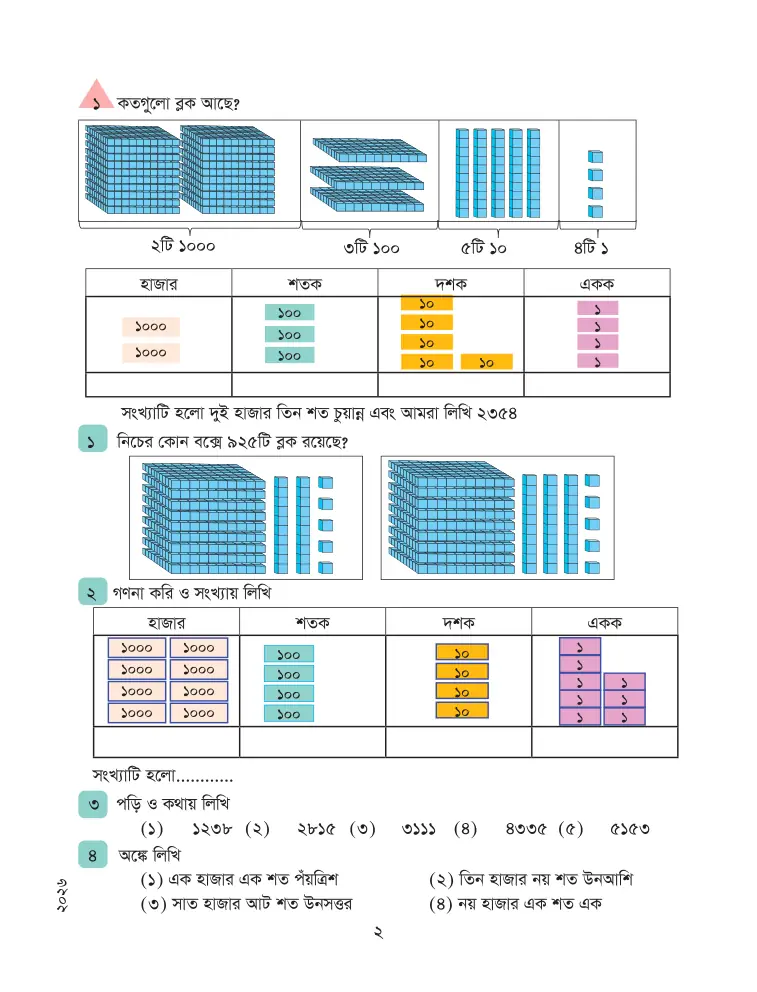 ১ কতগুলো ব্লক আছে?
২টি ১০০০ ৩টি ১০০ ৫টি ১০ ৪টি ১
হাজার শতক দশক একক
১০০০ ১০০০ ১০০ ১০০ ১০০ ১০ ১০ ১০ ১০ ১০ ১ ১ ১ ১
সংখ্যাটি হলো দুই হাজার তিন শত চুয়ান্ন এবং আমরা লিখি ২৩৫৪
১ নিচের কোন বক্সে ৯২৫টি ব্লক রয়েছে?
২ গণনা করি ও সংখ্যায় লিখি
হাজার শতক দশক একক
১০০০ ১০০০ ১০০ ১০ ১
১০০০ ১০০০ ১০০ ১০ ১
১০০০ ১০০০ ১০০ ১০ ১ ১
১০০০ ১০০০ ১০০ ১০ ১ ১
১ ১
সংখ্যাটি হলো............
৩ পড়ি ও কথায় লিখি
(১) ১২৩৮ (২) ২৮১৫ (৩) ৩১১১ (৪) ৪৩৩৫ (৫) ৫১৫৩
৪ অঙ্কে লিখি
(১) এক হাজার এক শত পঁয়ত্রিশ (২) তিন হাজার নয় শত উনআশি
(৩) সাত হাজার আট শত উনসত্তর (৪) নয় হাজার এক শত এক
২০২৬
২